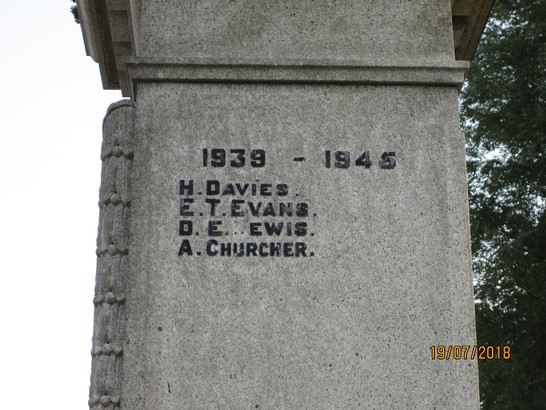 1939 - 1945
H. DAVIES.
E. T. EVANS.
D. E. EWIS.
A. CHURCHER.
19/07/2018